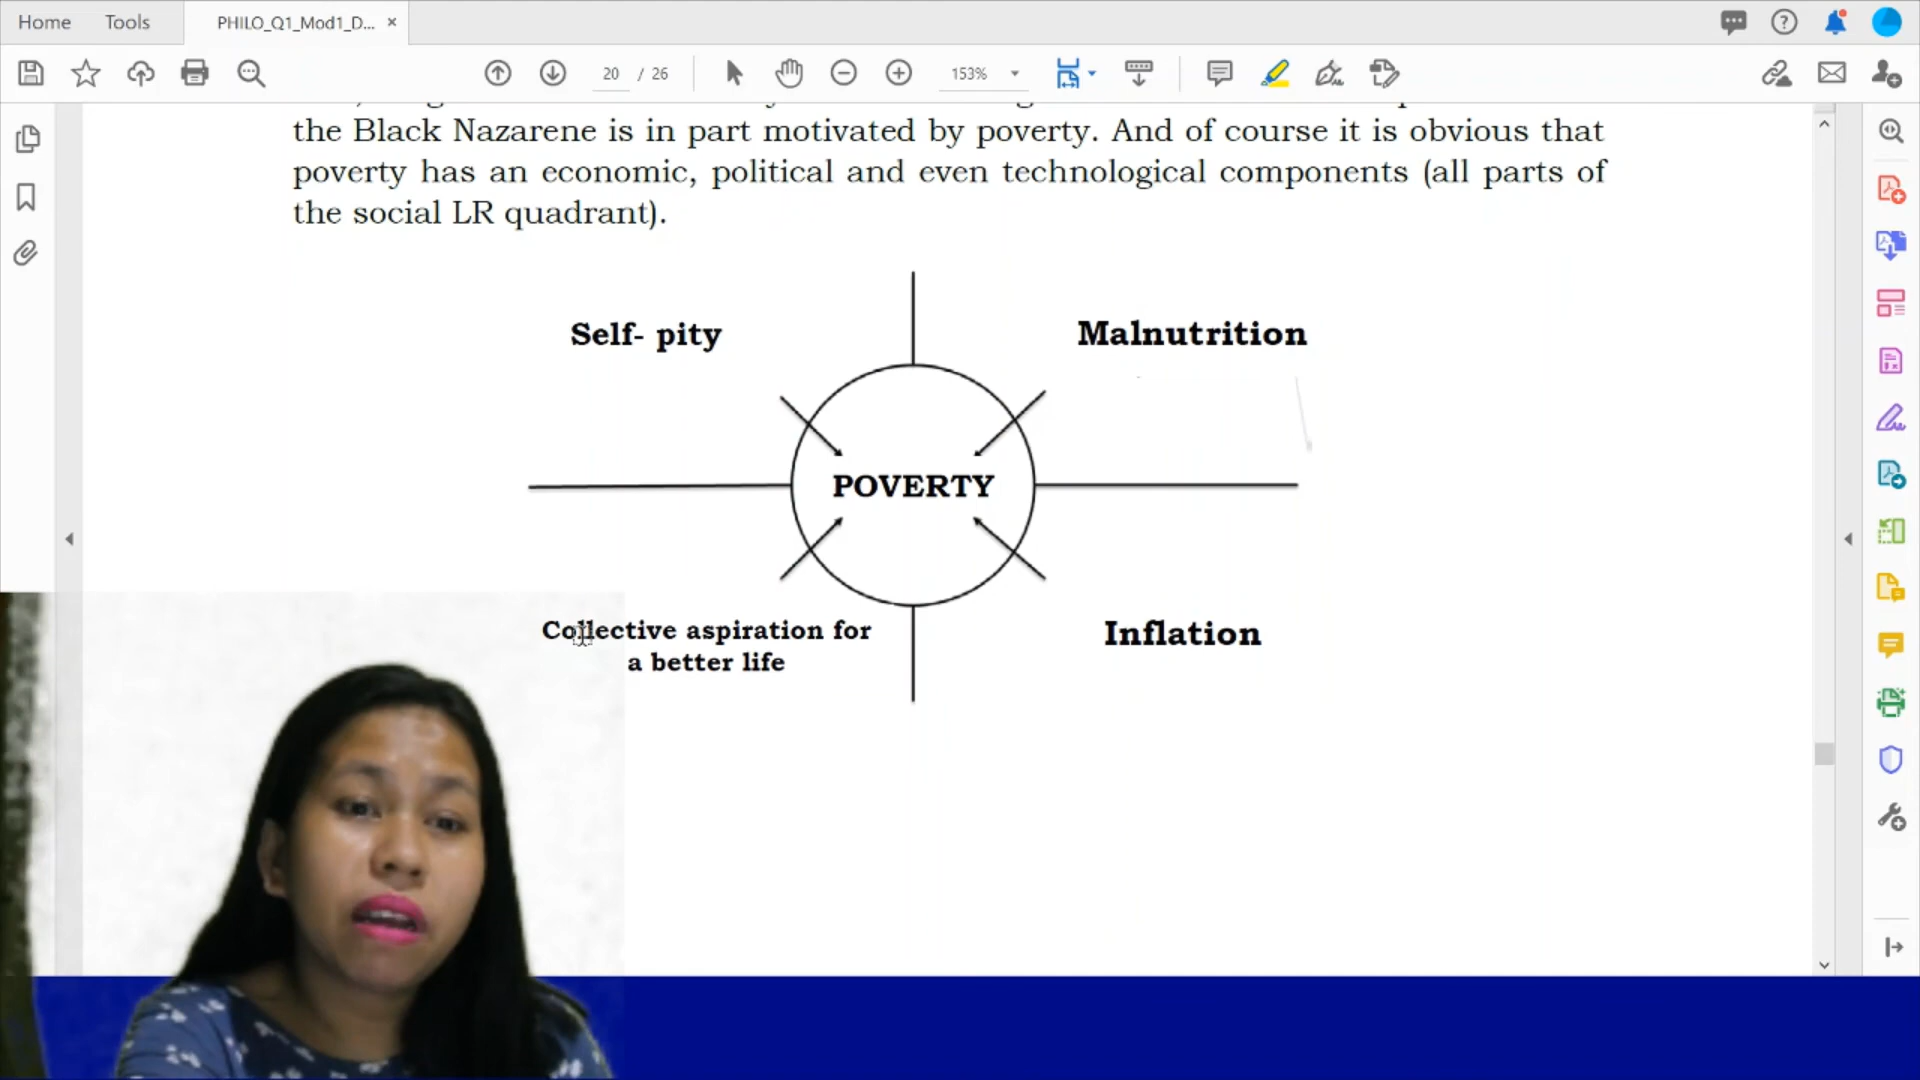 Home Tools PHILO_Q1_Mod1_D... ×
20 / 26 153%
the Black Nazarene is in part motivated by poverty. And of course it is obvious that
poverty has an economic, political and even technological components (all parts of
the social LR quadrant).
Self- pity Malnutrition
POVERTY
Collective aspiration for
a better life
Inflation